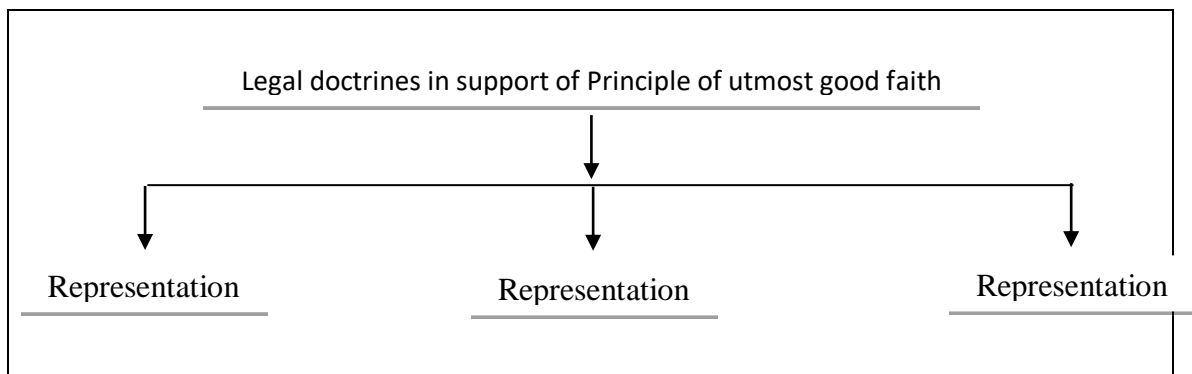 Legal doctrines in support of Principle of utmost good faith
Representation
Representation
Representation